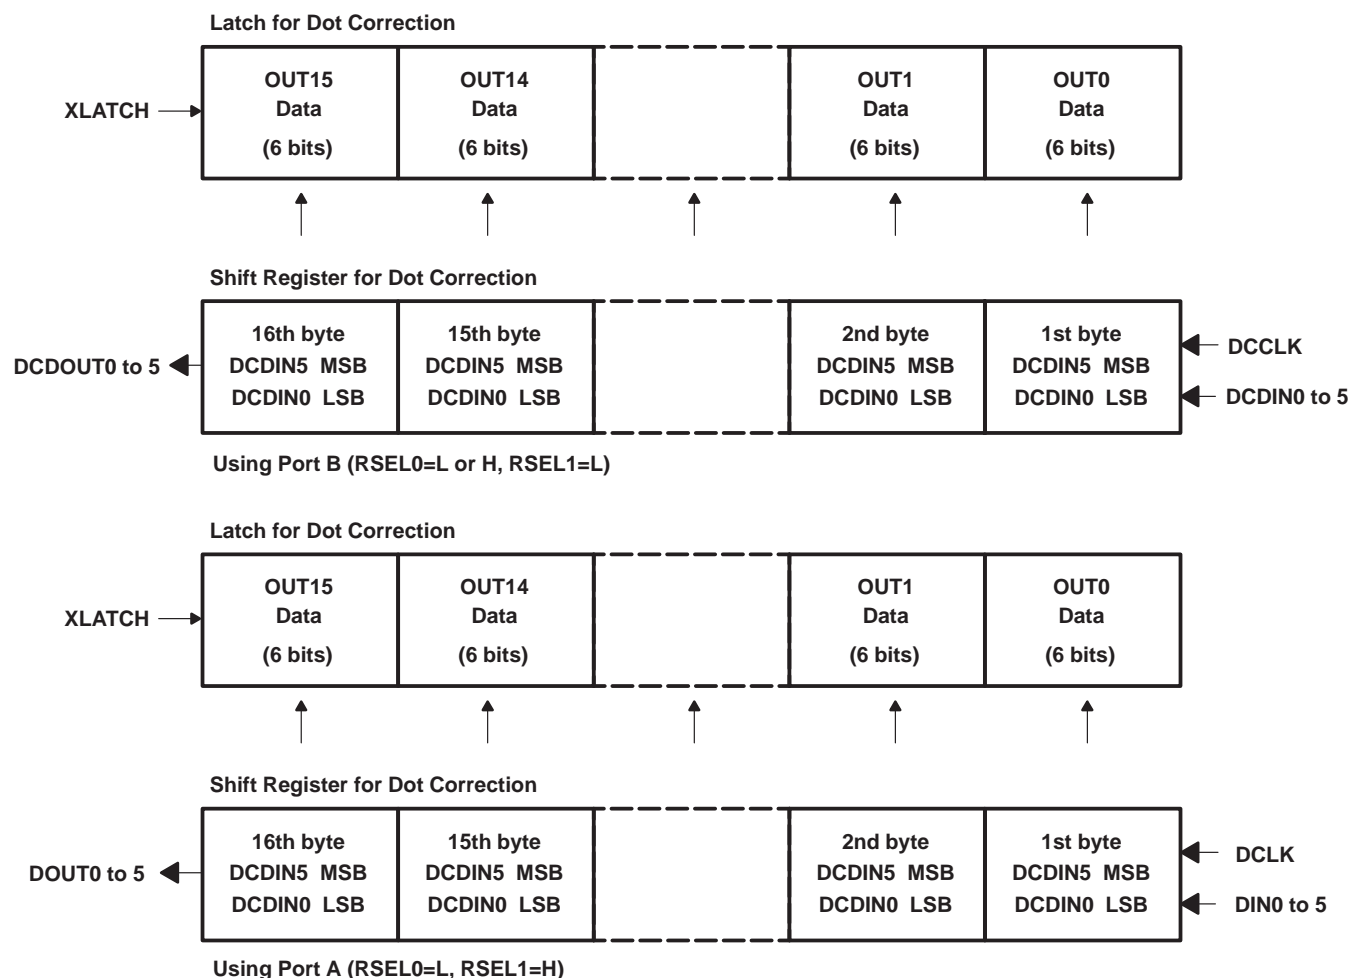 Latch for Dot Correction
OUT15 OUT14 OUT1 OUT0
XLATCH Data Data Data Data
(6 bits) (6 bits) (6 bits) (6 bits)
Shift Register for Dot Correction
16th byte 15th byte 2nd byte 1st byte
DCCLK
DCDOUT0 to 5 DCDIN5 MSB DCDIN5 MSB DCDIN5 MSB DCDIN5 MSB
DCDIN0 LSB DCDIN0 LSB DCDIN0 LSB DCDIN0 LSB DCDIN0 to 5
Using Port B (RSEL0=L or H, RSEL1=L)
Latch for Dot Correction
OUT15 OUT14 OUT1 OUT0
XLATCH Data Data Data Data
(6 bits) (6 bits) (6 bits) (6 bits)
Shift Register for Dot Correction
16th byte 15th byte 2nd byte 1st byte
DCLK
DOUT0 to 5 DCDIN5 MSB DCDIN5 MSB DCDIN5 MSB DCDIN5 MSB
DCDIN0 LSB DCDIN0 LSB DCDIN0 LSB DCDIN0 LSB DIN0 to 5
Using Port A (RSEL0=L, RSEL1=H)